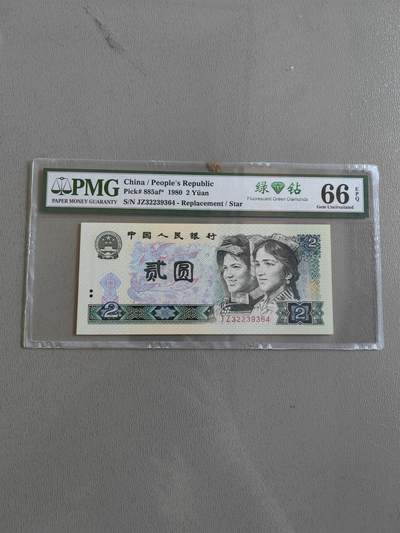 PMG
PAPER MONEY GUARANTY
China / People's Republic
Pick# 885af* 1980 2 Yüan
S/N JZ32239364 - Replacement / Star
绿 钻
Fluorescent Green Diamonds
66 EPQ
Gem Uncirculated
中国人民银行
2
贰圆
2
2
JZ32239364